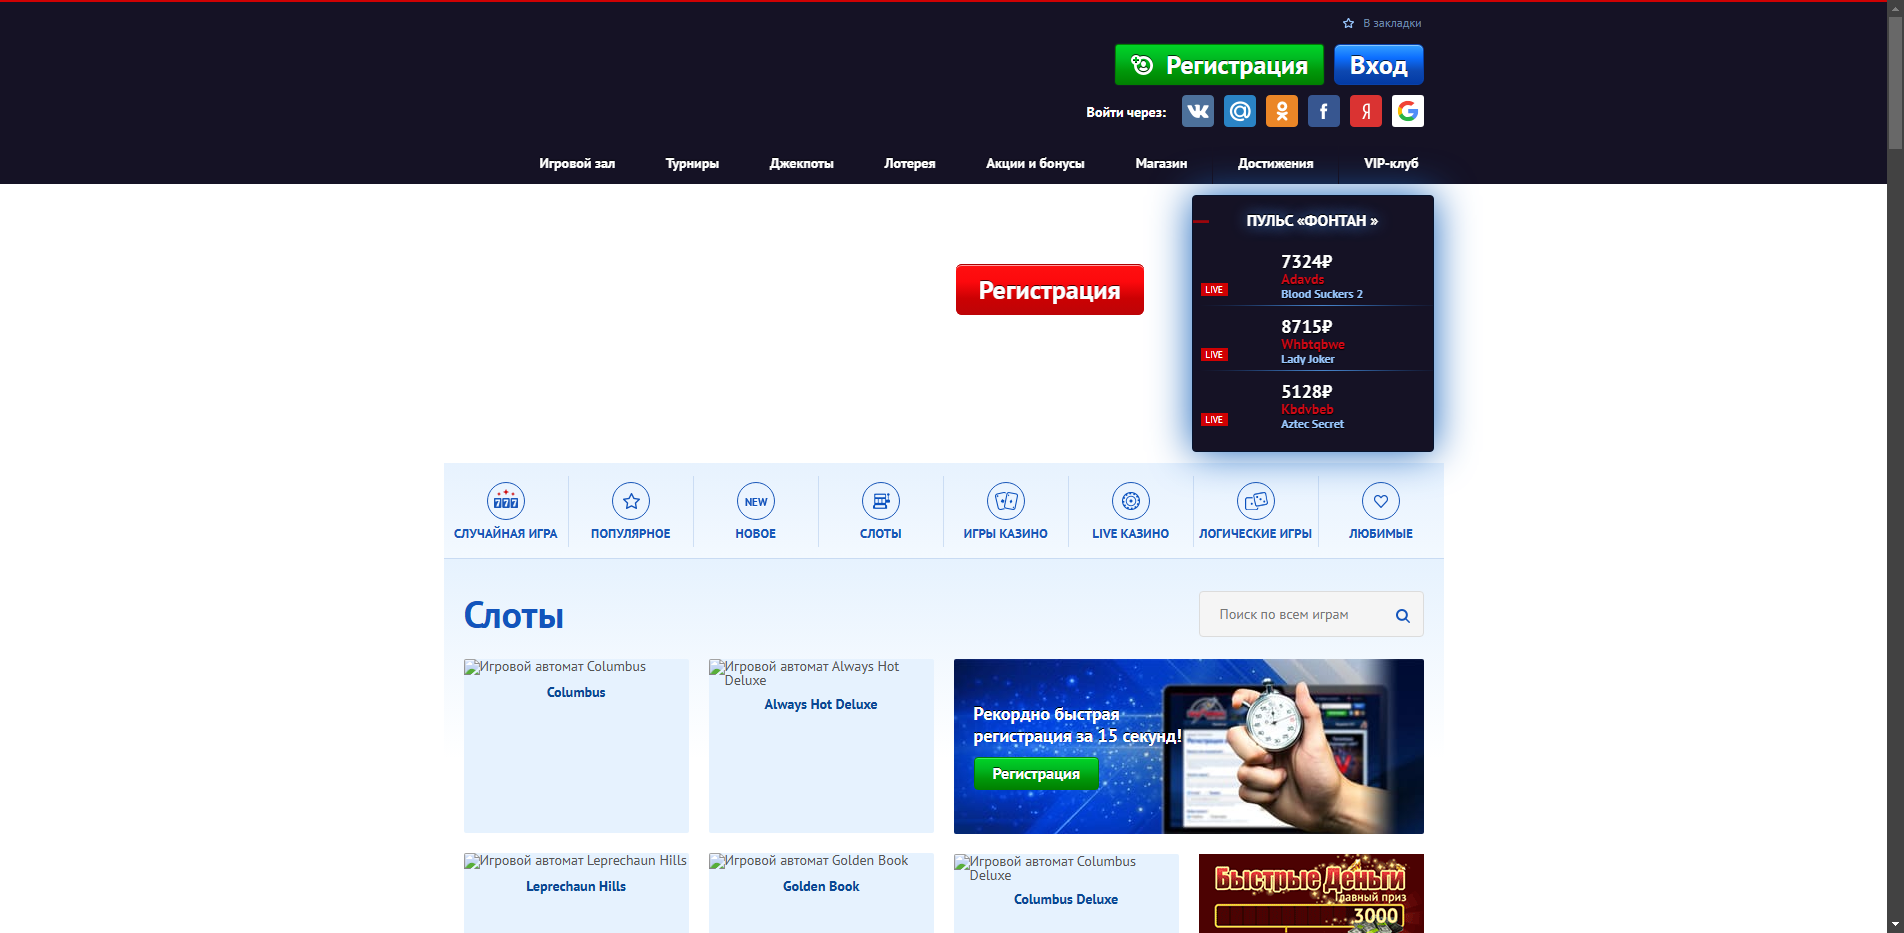 В закладки
Регистрация
Вход
Войти через:
Игровой зал
Турниры
Джекпоты
Лотерея
Акции и бонусы
Магазин
Достижения
VIP-клуб
Регистрация
ПУЛЬС «ФОНТАН »
7324₽
Adavds
LIVE
Blood Suckers 2
8715₽
Whbtqbwe
LIVE
Lady Joker
5128₽
Kbdvbeb
LIVE
Aztec Secret
777
NEW
СЛУЧАЙНАЯ ИГРА
ПОПУЛЯРНОЕ
НОВОЕ
СЛОТЫ
ИГРЫ КАЗИНО
LIVE КАЗИНО
ЛОГИЧЕСКИЕ ИГРЫ
ЛЮБИМЫЕ
Слоты
Поиск по всем играм
Игровой автомат Columbus
Columbus
Игровой автомат Always Hot
Deluxe
Always Hot Deluxe
Рекордно быстрая
регистрация за 15 секунд!
Регистрация
Игровой автомат Leprechaun Hills
Leprechaun Hills
Игровой автомат Golden Book
Golden Book
Игровой автомат Columbus
Deluxe
Columbus Deluxe
Быстрые Деньги
Главный приз
3000